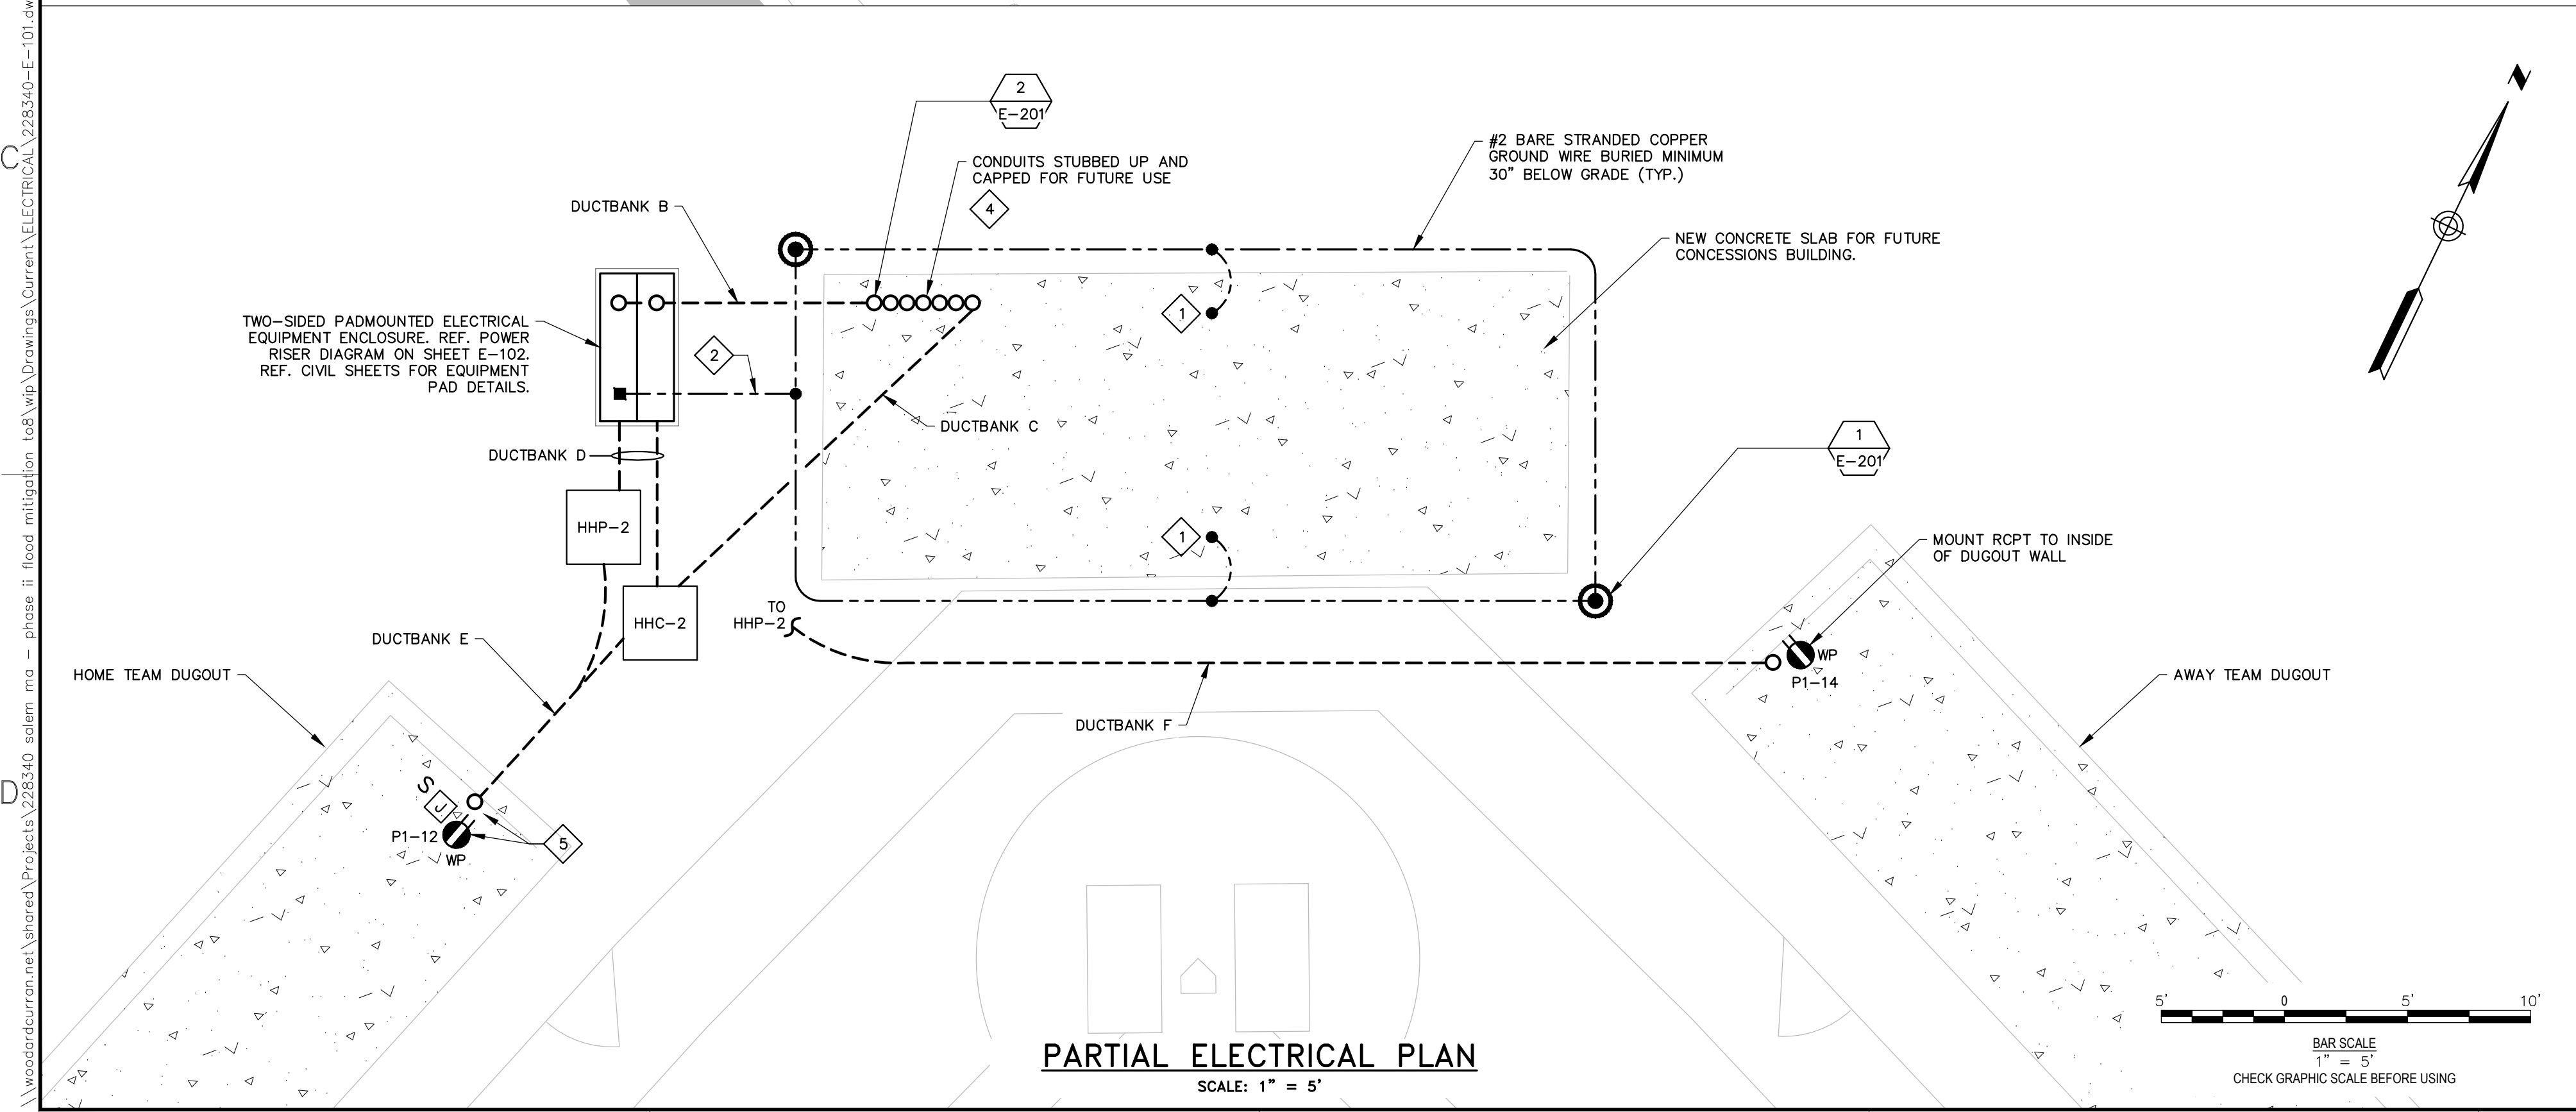 \\woodardcurran.net\shared\Projects\228340 salem ma - phase ii flood mitigation to8\wip\Drawings\Current\ELECTRICAL\228340-E-101.dw
C
D
2
E-201
CONDUITS STUBBED UP AND
CAPPED FOR FUTURE USE
4
#2 BARE STRANDED COPPER
GROUND WIRE BURIED MINIMUM
30" BELOW GRADE (TYP.)
N
DUCTBANK B
NEW CONCRETE SLAB FOR FUTURE
CONCESSIONS BUILDING.
TWO-SIDED PADMOUNTED ELECTRICAL
EQUIPMENT ENCLOSURE. REF. POWER
RISER DIAGRAM ON SHEET E-102.
REF. CIVIL SHEETS FOR EQUIPMENT
PAD DETAILS.
2
1
DUCTBANK C
DUCTBANK D
1
E-201
HHP-2
1
MOUNT RCPT TO INSIDE
OF DUGOUT WALL
HHC-2
TO
HHP-2
DUCTBANK E
WP
P1-14
HOME TEAM DUGOUT
AWAY TEAM DUGOUT
DUCTBANK F
S
J
P1-12
WP
5
PARTIAL ELECTRICAL PLAN
SCALE: 1" = 5'
5' 0 5' 10'
BAR SCALE
1" = 5'
CHECK GRAPHIC SCALE BEFORE USING